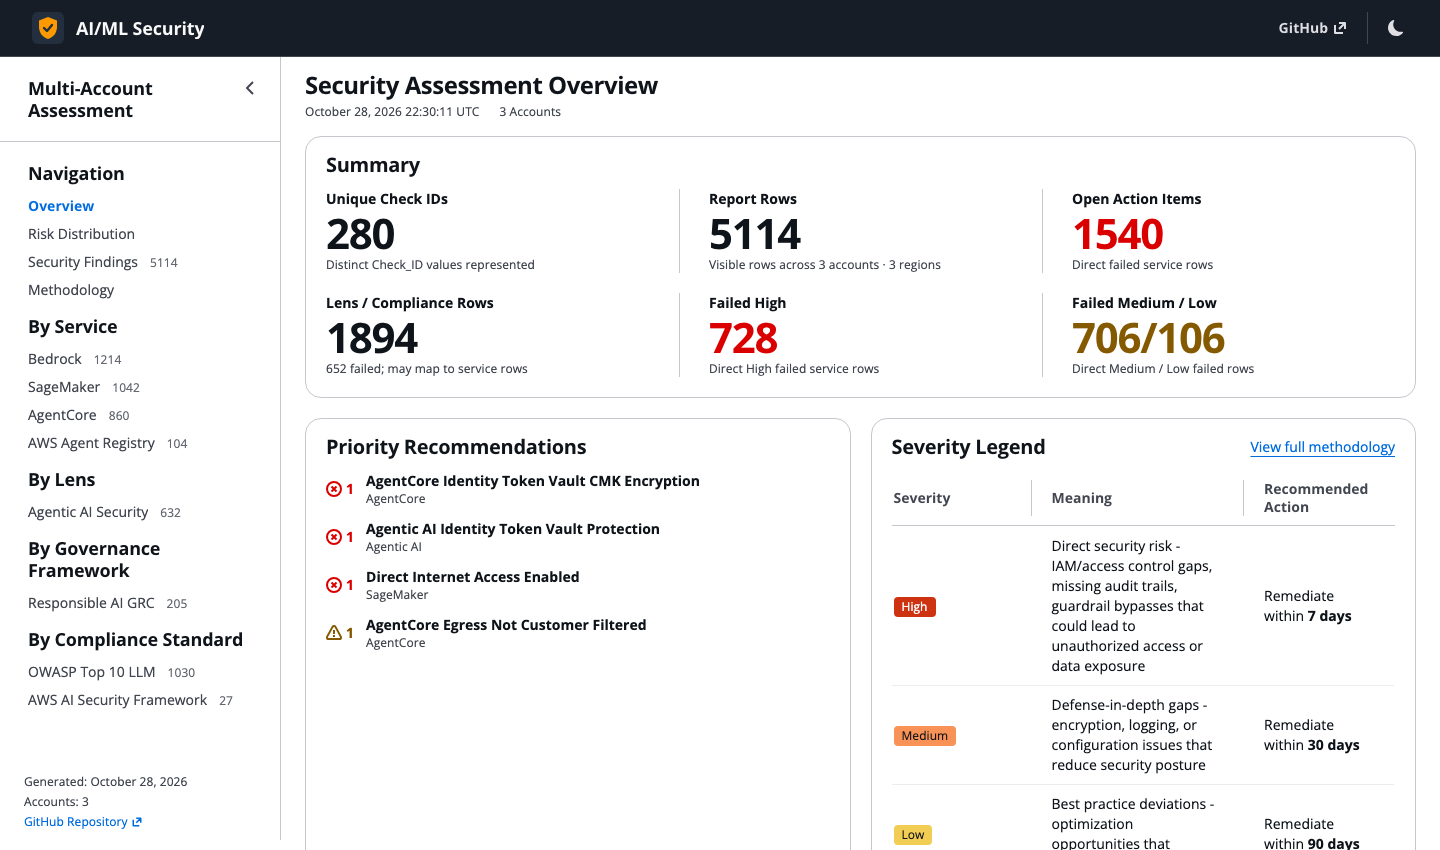 AI/ML Security
GitHub
Multi-Account
Assessment
Navigation
Overview
Risk Distribution
Security Findings 5114
Methodology
By Service
Bedrock 1214
SageMaker 1042
AgentCore 860
AWS Agent Registry 104
By Lens
Agentic AI Security 632
By Governance
Framework
Responsible AI GRC 205
By Compliance Standard
OWASP Top 10 LLM 1030
AWS AI Security Framework 27
Generated: October 28, 2026
Accounts: 3
GitHub Repository
Security Assessment Overview
October 28, 2026 22:30:11 UTC 3 Accounts
Summary
Unique Check IDs
280
Distinct Check_ID values represented
Report Rows
5114
Visible rows across 3 accounts · 3 regions
Open Action Items
1540
Direct failed service rows
Lens / Compliance Rows
1894
652 failed; may map to service rows
Failed High
728
Direct High failed service rows
Failed Medium / Low
706/106
Direct Medium / Low failed rows
Priority Recommendations
1 AgentCore Identity Token Vault CMK Encryption
AgentCore
1 Agentic AI Identity Token Vault Protection
Agentic AI
1 Direct Internet Access Enabled
SageMaker
1 AgentCore Egress Not Customer Filtered
AgentCore
Severity Legend
View full methodology
Severity
Meaning
Recommended
Action
High
Direct security risk -
IAM/access control gaps,
missing audit trails,
guardrail bypasses that
could lead to
unauthorized access or
data exposure
Remediate
within 7 days
Medium
Defense-in-depth gaps -
encryption, logging, or
configuration issues that
reduce security posture
Remediate
within 30 days
Low
Best practice deviations -
optimization
opportunities that
Remediate
within 90 days